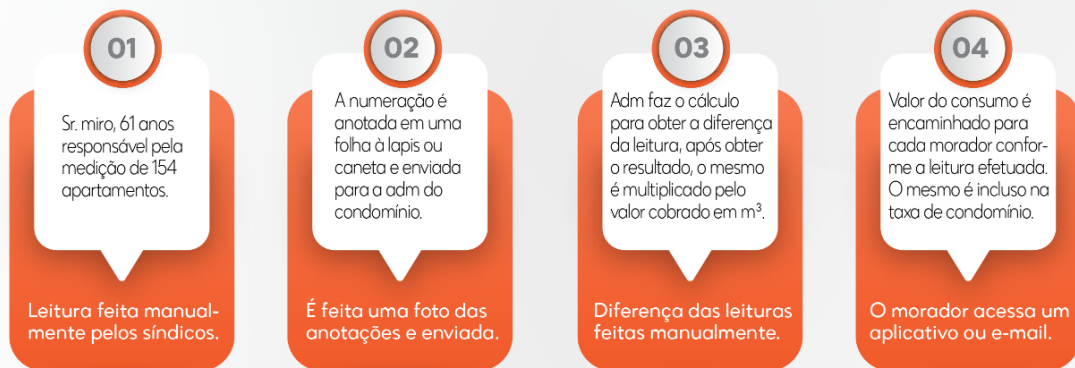 01
Sr. miro, 61 anos
responsável pela
medição de 154
apartamentos.
Leitura feita manual-
mente pelos síndicos.
02
A numeração é
anotada em uma
folha à lapis ou
caneta e enviada
para a adm do
condomínio.
É feita uma foto das
anotações e enviada.
03
Adm faz o cálculo
para obter a diferença
da leitura, após obter
o resultado, o mesmo
é multiplicado pelo
valor cobrado em m³.
Diferença das leituras
feitas manualmente.
04
Valor do consumo é
encaminhado para
cada morador confor-
me a leitura efetuada.
O mesmo é incluso na
taxa de condomínio.
O morador acessa um
aplicativo ou e-mail.